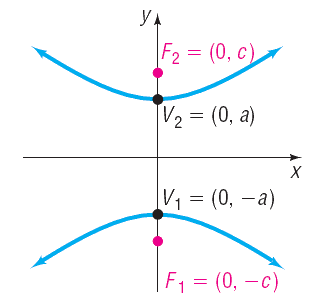 y
F₂ = (0, c)
V₂ = (0, a)
x
V₁ = (0, −a)
F₁ = (0, −c)